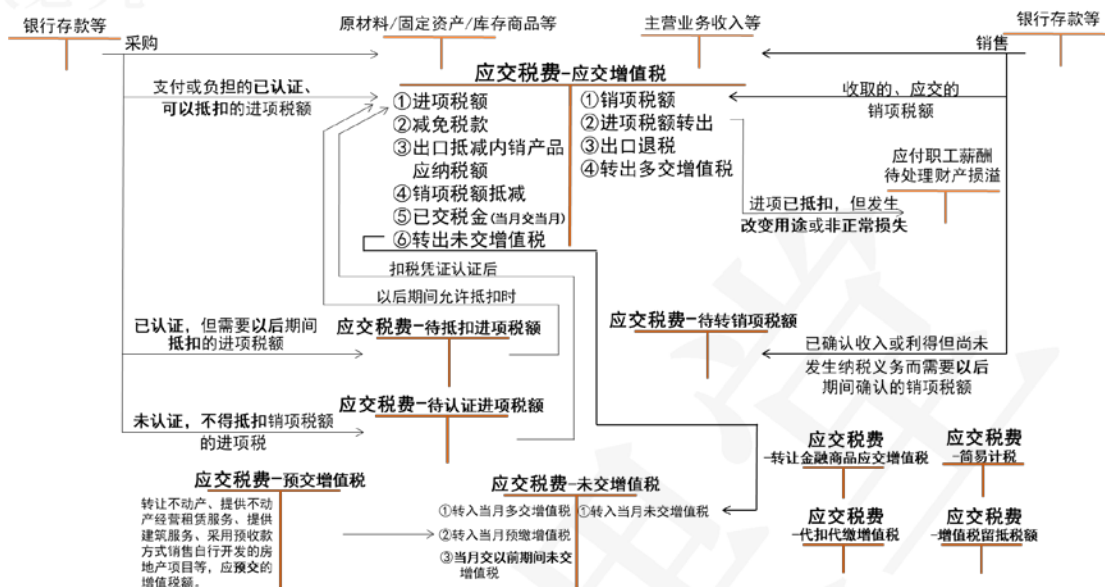 银行存款等
原材料/固定资产/库存商品等
主营业务收入等
银行存款等
采购
销售
应交税费-应交增值税
支付或负担的已认证、
可以抵扣的进项税额
①进项税额
②减免税款
③出口抵减内销产品
应纳税额
④销项税额抵减
⑤已交税金(当月交当月)
⑥转出未交增值税
①销项税额
②进项税额转出
③出口退税
④转出多交增值税
收取的、应交的
销项税额
应付职工薪酬
待处理财产损溢
进项已抵扣，但发生
改变用途或非正常损失
扣税凭证认证后
以后期间允许抵扣时
已认证，但需要以后期间
抵扣的进项税额
应交税费-待抵扣进项税额
应交税费-待转销项税额
已确认收入或利得但尚未
发生纳税义务而需要以后
期间确认的销项税额
未认证，不得抵扣销项税额
的进项税
应交税费-待认证进项税额
应交税费
-转让金融商品应交增值税
应交税费
-简易计税
应交税费-预交增值税
转让不动产、提供不动
产经营租赁服务、提供
建筑服务、采用预收款
方式销售自行开发的房
地产项目等，应预交的
增值税额。
应交税费-未交增值税
①转入当月多交增值税
②转入当月预缴增值税
③当月交以前期间未交
增值税
①转入当月未交增值税
应交税费
-代扣代缴增值税
应交税费
-增值税留抵税额